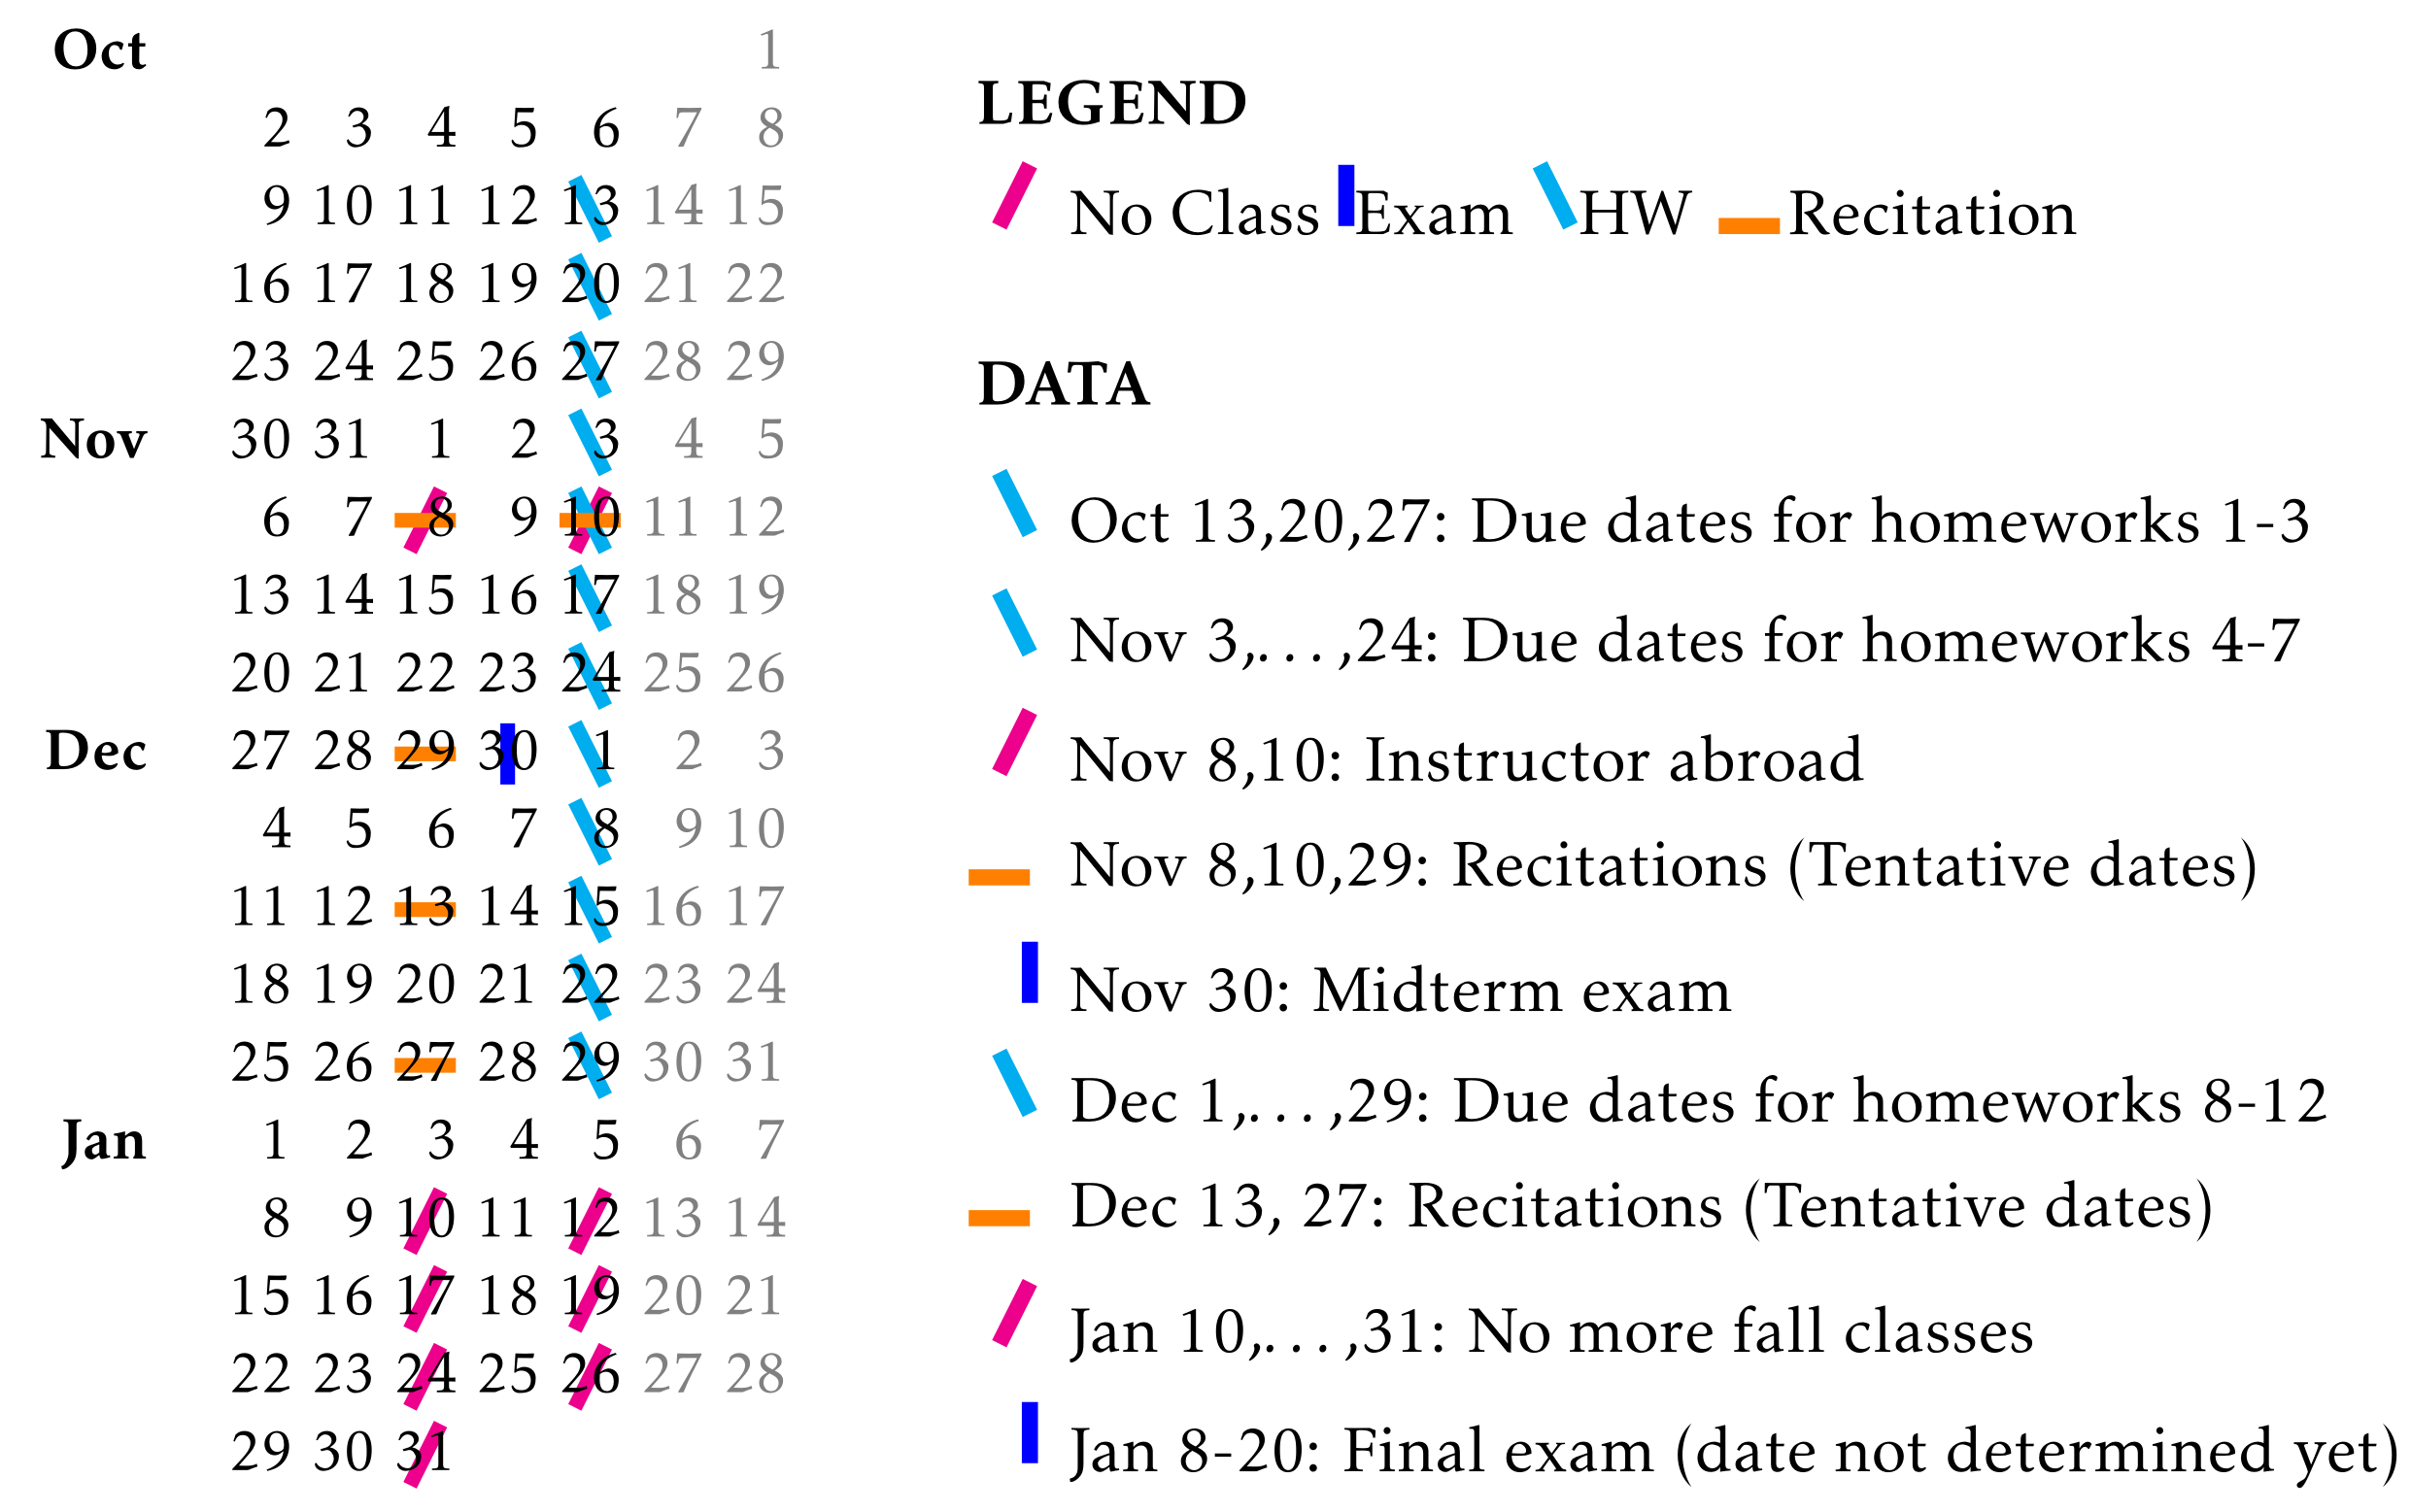 Oct 1
2 3 4 5 6 7 8
9 10 11 12 13 14 15
16 17 18 19 20 21 22
23 24 25 26 27 28 29
Nov 30 31 1 2 3 4 5
6 7 8 9 10 11 12
13 14 15 16 17 18 19
20 21 22 23 24 25 26
Dec 27 28 29 30 1 2 3
4 5 6 7 8 9 10
11 12 13 14 15 16 17
18 19 20 21 22 23 24
25 26 27 28 29 30 31
Jan 1 2 3 4 5 6 7
8 9 10 11 12 13 14
15 16 17 18 19 20 21
22 23 24 25 26 27 28
29 30 31
LEGEND
No Class Exam HW Recitation
DATA
Oct 13,20,27: Due dates for homeworks 1-3
Nov 3,. . . ,24: Due dates for homeworks 4-7
Nov 8,10: Instructor abroad
Nov 8,10,29: Recitations (Tentative dates)
Nov 30: Midterm exam
Dec 1,. . . ,29: Due dates for homeworks 8-12
Dec 13, 27: Recitations (Tentative dates)
Jan 10,. . . ,31: No more fall classes
Jan 8-20: Final exam (date not determined yet)